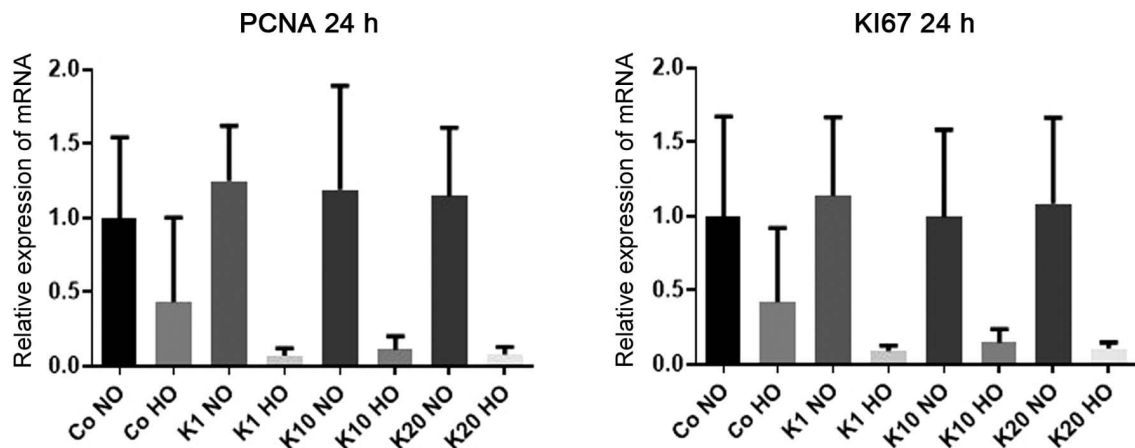 PCNA 24 h
Relative expression of mRNA
2.0
1.5
1.0
0.5
0.0
Co NO
Co HO
K1 NO
K1 HO
K10 NO
K10 HO
K20 NO
K20 HO
KI67 24 h
Relative expression of mRNA
2.0
1.5
1.0
0.5
0.0
Co NO
Co HO
K1 NO
K1 HO
K10 NO
K10 HO
K20 NO
K20 HO